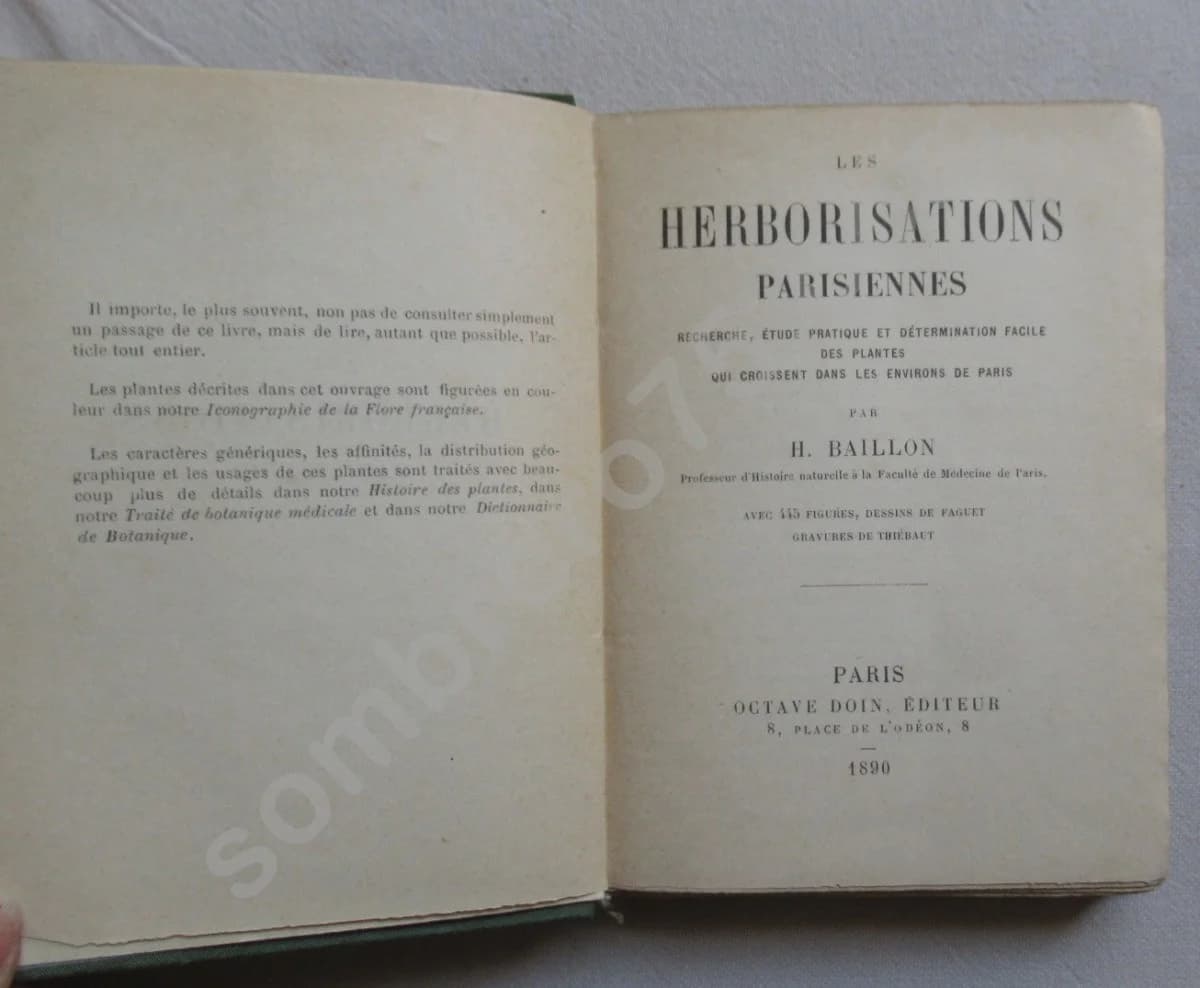 Il importe, le plus souvent, non pas de consulter simplement
un passage de ce livre, mais de lire, autant que possible, l'ar-
ticle tout entier.
Les plantes décrites dans cet ouvrage sont figurées en cou-
leur dans notre Iconographie de la Flore française.
Les caractères génériques, les affinités, la distribution géo-
graphique et les usages de ces plantes sont traités avec beau-
coup plus de détails dans notre Histoire des plantes, dans
notre Traité de botanique médicale et dans notre Dictionnaire
de Botanique.
LES
HERBORISATIONS
PARISIENNES
RECHERCHE, ÉTUDE PRATIQUE ET DÉTERMINATION FACILE
DES PLANTES
QUI CROISSENT DANS LES ENVIRONS DE PARIS
PAR
H. BAILLON
Professeur d'Histoire naturelle à la Faculté de Médecine de Paris.
AVEC 445 FIGURES, DESSINS DE FAGUET
GRAVURES DE THIÉBAUT
PARIS
OCTAVE DOIN, ÉDITEUR
8, PLACE DE L'ODÉON, 8
1890